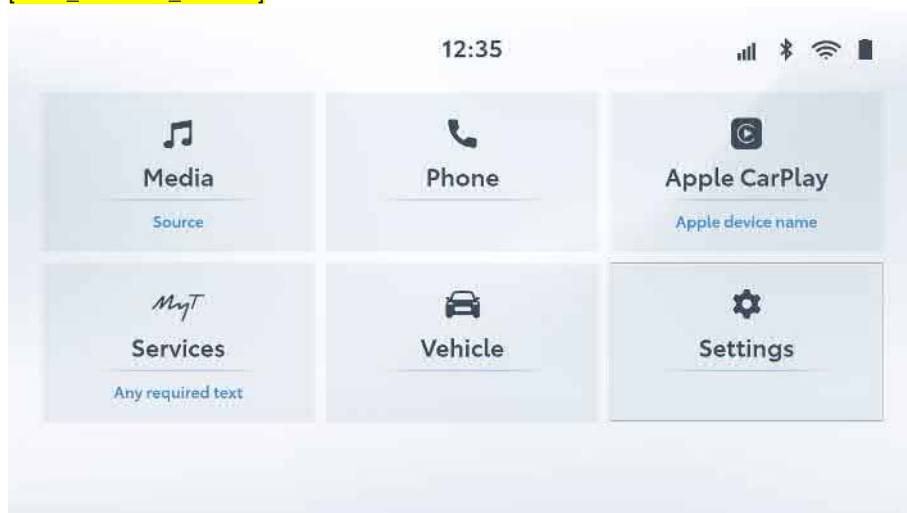 12:35
Media
Phone
Apple CarPlay
Source
Apple device name
MyT
Services
Vehicle
Settings
Any required text